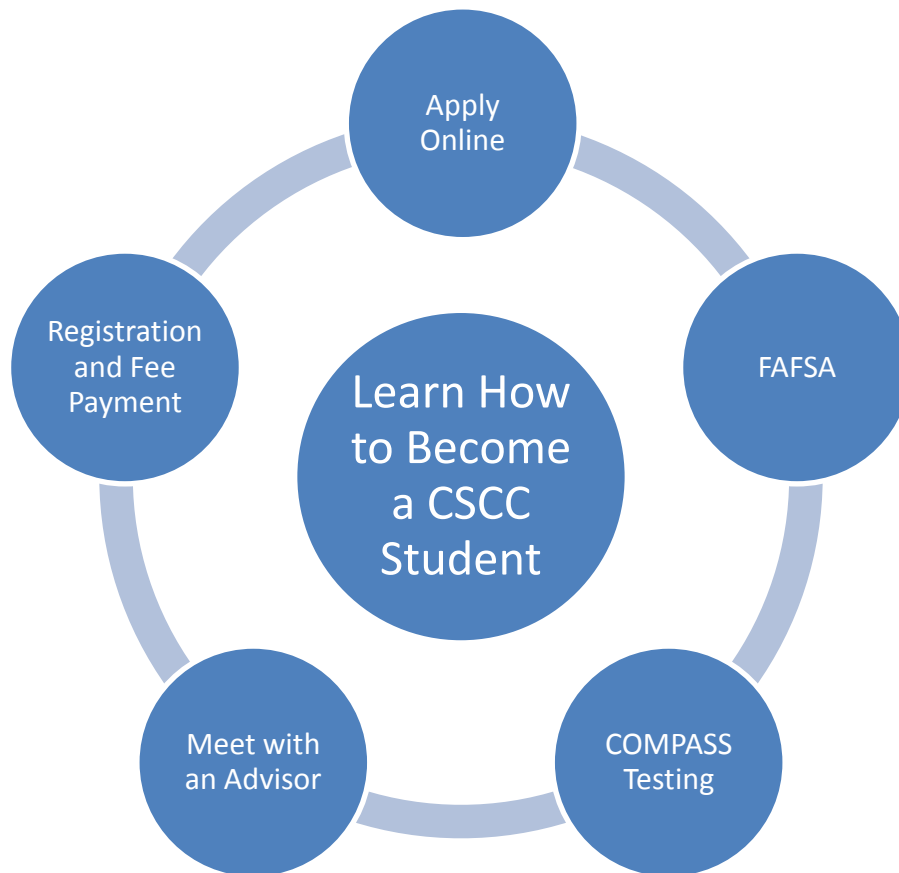 Apply
Online
FAFSA
COMPASS
Testing
Meet with
an Advisor
Registration
and Fee
Payment
Learn How
to Become
a CSCC
Student